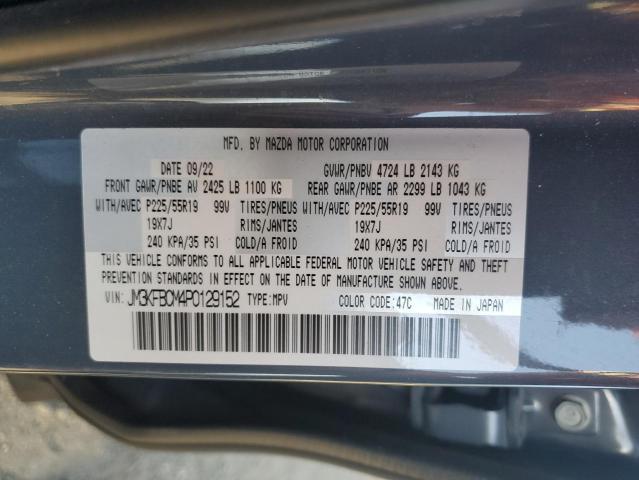 MFD. BY MAZDA MOTOR CORPORATION
DATE 09/22 GVWR/PNBV 4724 LB 2143 KG
FRONT GAWR/PNBE AV 2425 LB 1100 KG REAR GAWR/PNBE AR 2299 LB 1043 KG
WITH/AVEC P225/55R19 99V TIRES/PNEUS WITH/AVEC P225/55R19 99V TIRES/PNEUS
19X7J RIMS/JANTES 19X7J RIMS/JANTES
240 KPA/35 PSI COLD/A FROID 240 KPA/35 PSI COLD/A FROID
THIS VEHICLE CONFORMS TO ALL APPLICABLE FEDERAL MOTOR VEHICLE SAFETY AND THEFT
PREVENTION STANDARDS IN EFFECT ON THE DATE OF MANUFACTURE SHOWN ABOVE.
VIN: JM3KFBCM4P0129152 TYPE:MPV COLOR CODE:47C MADE IN JAPAN